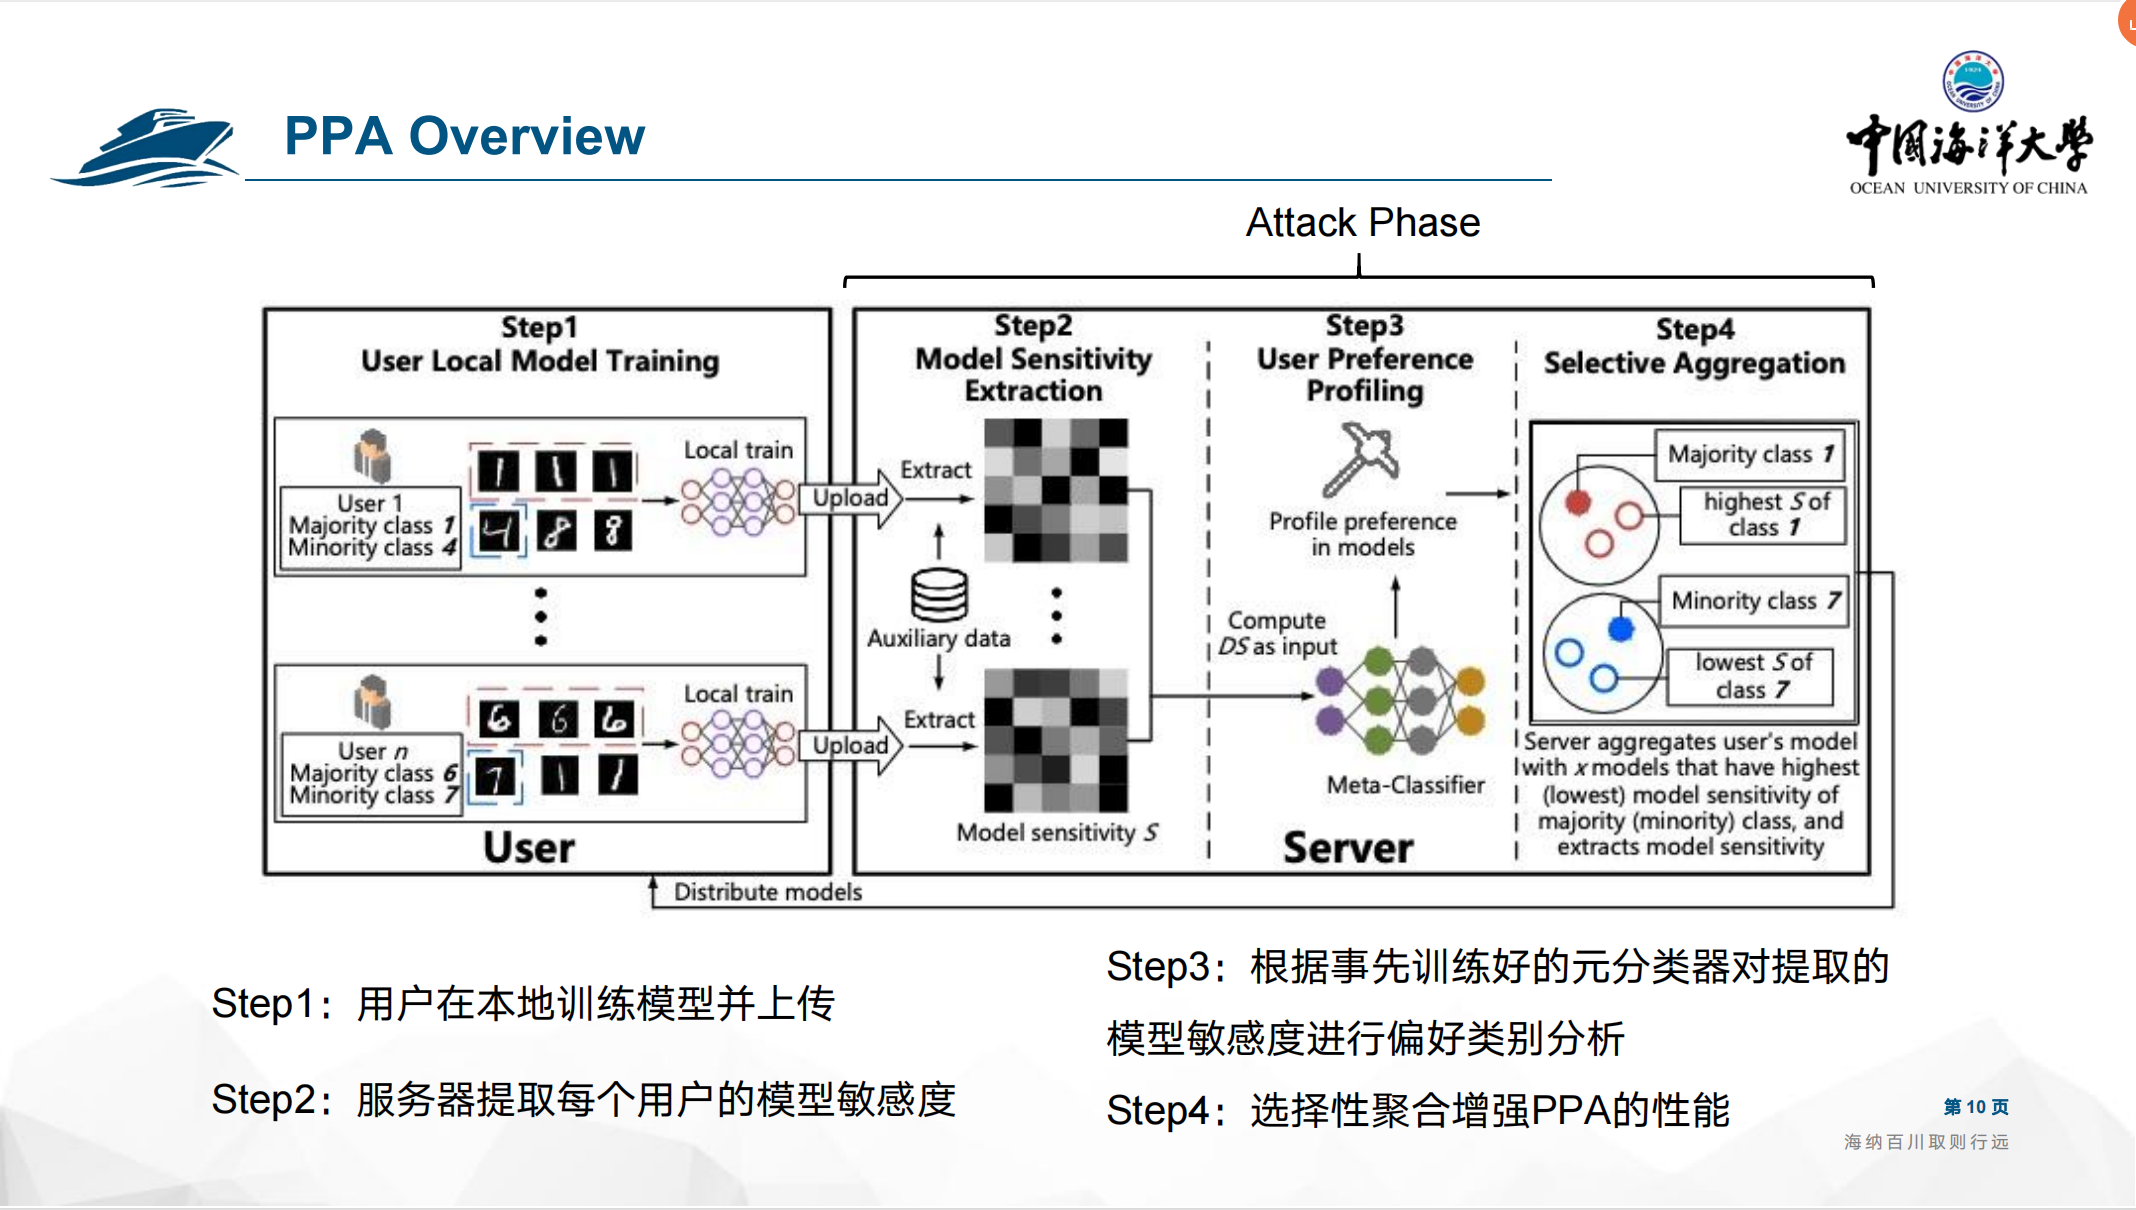 PPA Overview
中国海洋大学
OCEAN UNIVERSITY OF CHINA
Attack Phase
Step1
User Local Model Training
User 1
Majority class 1
Minority class 4
Local train
Upload
User n
Majority class 6
Minority class 7
Local train
Upload
User
Step2
Model Sensitivity
Extraction
Extract
Auxiliary data
Extract
Model sensitivity S
Step3
User Preference
Profiling
Profile preference
in models
Compute
DS as input
Meta-Classifier
Server
Step4
Selective Aggregation
Majority class 1
highest S of
class 1
Minority class 7
lowest S of
class 7
Server aggregates user's model
with x models that have highest
(lowest) model sensitivity of
majority (minority) class, and
extracts model sensitivity
Distribute models
Step1：用户在本地训练模型并上传
Step2：服务器提取每个用户的模型敏感度
Step3：根据事先训练好的元分类器对提取的
模型敏感度进行偏好类别分析
Step4：选择性聚合增强PPA的性能
第 10 页
海纳百川取则行远